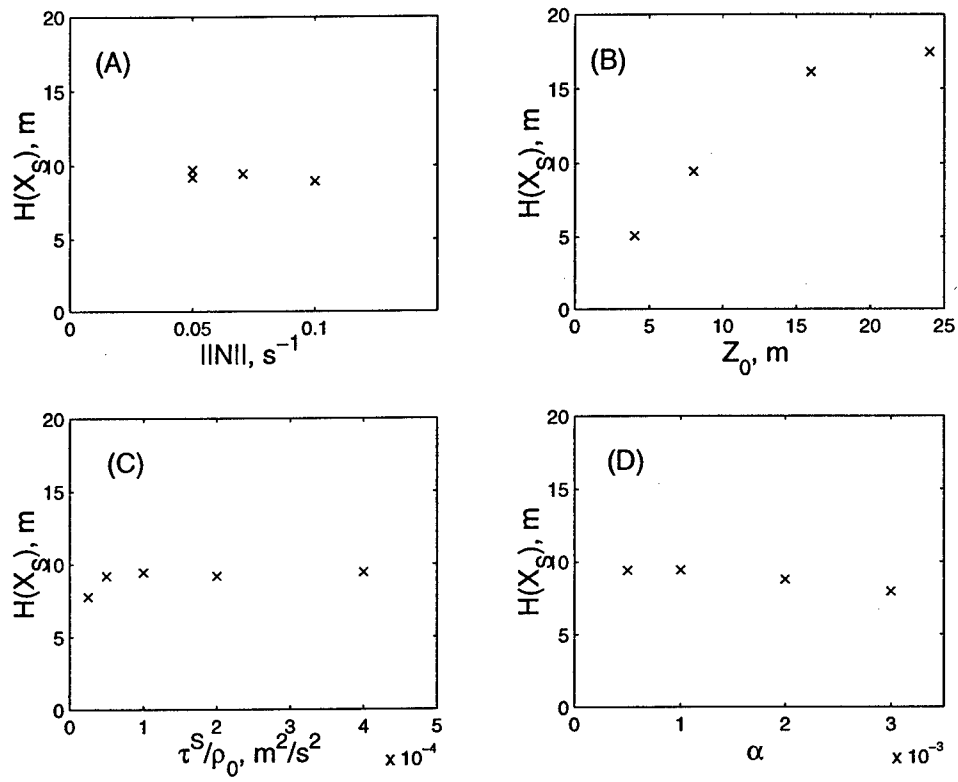 20
15
10
5
0
H(X_S), m
(A)
0 0.05 0.1
||N||, s^-1
20
15
10
5
0
H(X_S), m
(B)
0 5 10 15 20 25
Z_0, m
20
15
10
5
0
H(X_S), m
(C)
0 1 2 3 4 5
τ^S/ρ_0, m^2/s^2 x 10^-4
20
15
10
5
0
H(X_S), m
(D)
0 1 2 3
α x 10^-3